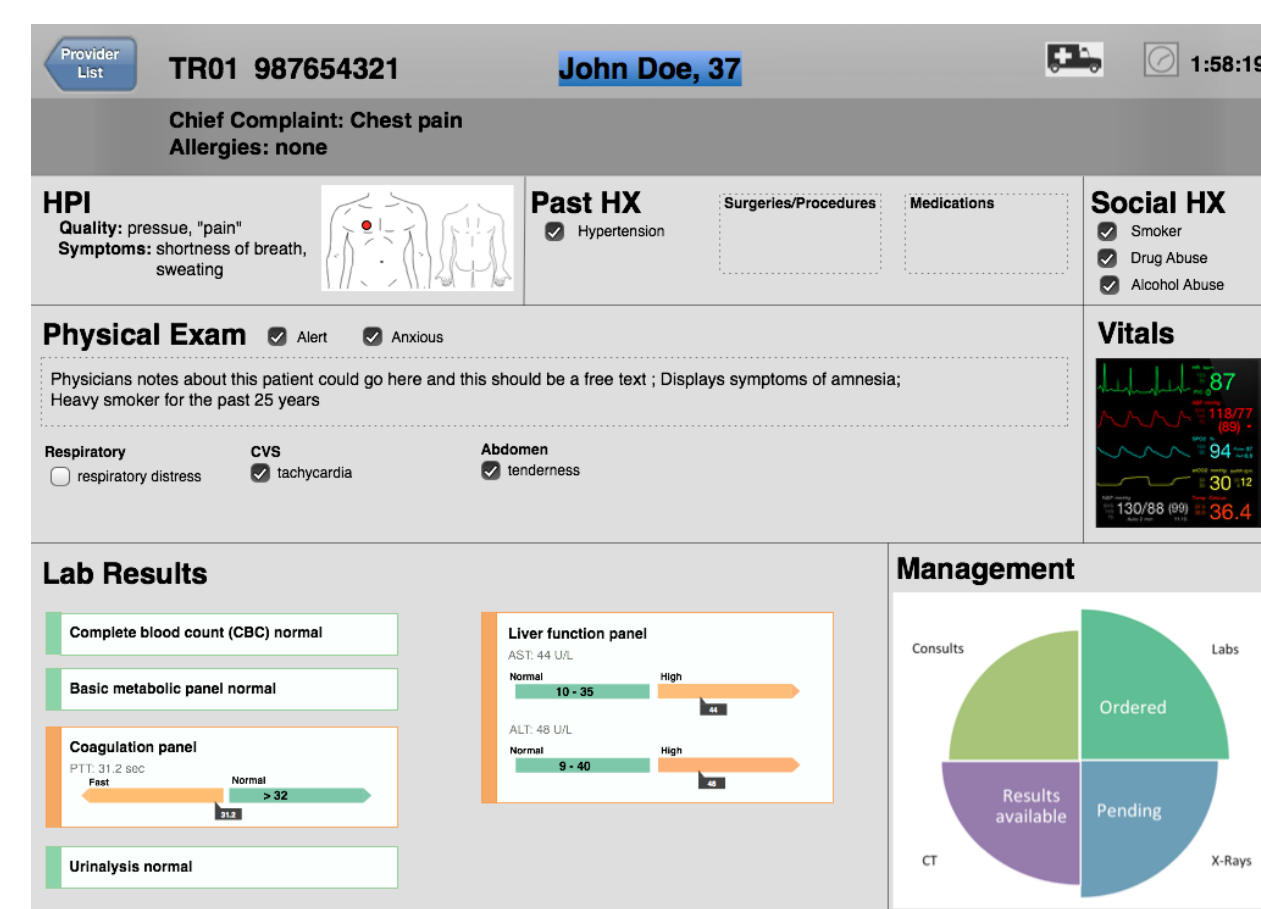 Provider
List
TR01 987654321
John Doe, 37
1:58:19
Chief Complaint: Chest pain
Allergies: none
HPI
Quality: pressue, "pain"
Symptoms: shortness of breath,
sweating
Past HX
Hypertension
Surgeries/Procedures
Medications
Social HX
Smoker
Drug Abuse
Alcohol Abuse
Physical Exam
Alert
Anxious
Physicians notes about this patient could go here and this should be a free text ; Displays symptoms of amnesia;
Heavy smoker for the past 25 years
Respiratory
respiratory distress
CVS
tachycardia
Abdomen
tenderness
Vitals
87
118/77
(89)
94
30
12
130/88 (99)
36.4
Lab Results
Complete blood count (CBC) normal
Basic metabolic panel normal
Coagulation panel
PTT: 31.2 sec
Fast
Normal
> 32
31.2
Urinalysis normal
Liver function panel
AST: 44 U/L
Normal
High
10 - 35
44
ALT: 48 U/L
Normal
High
9 - 40
48
Management
Consults
Labs
Ordered
Results
available
Pending
CT
X-Rays